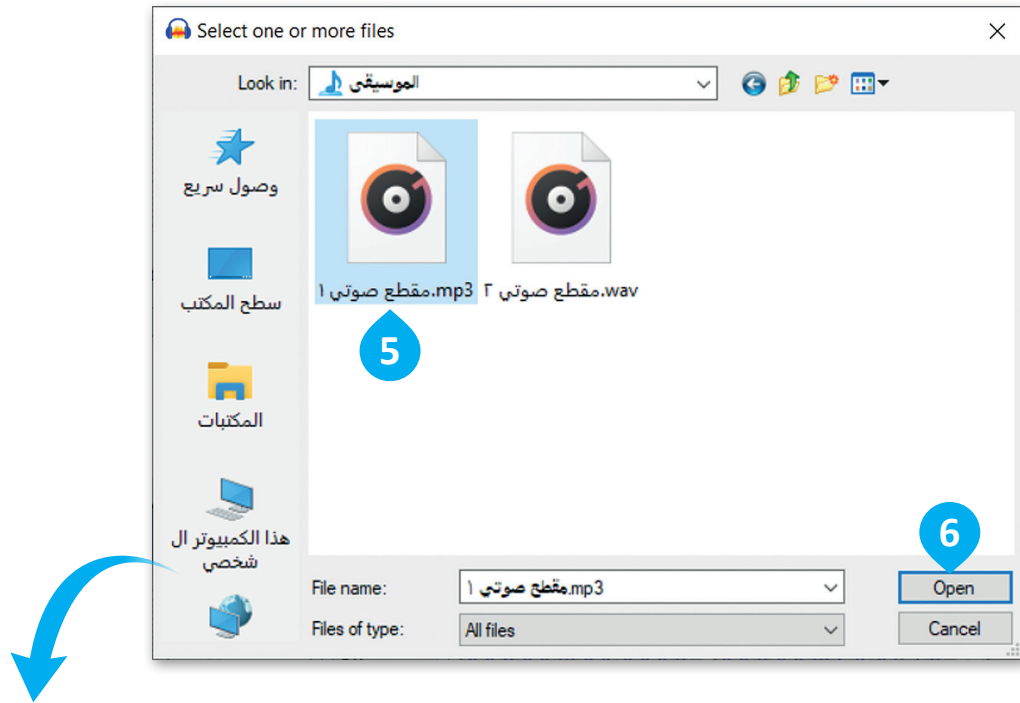 Select one or more files
Look in:
الموسيقى
وصول سريع
سطح المكتب
المكتبات
هذا الكمبيوتر ال
شخصي
مقطع صوتي ١.mp3
مقطع صوتي ٢.wav
5
6
File name:
مقطع صوتي ١.mp3
Open
Files of type:
All files
Cancel